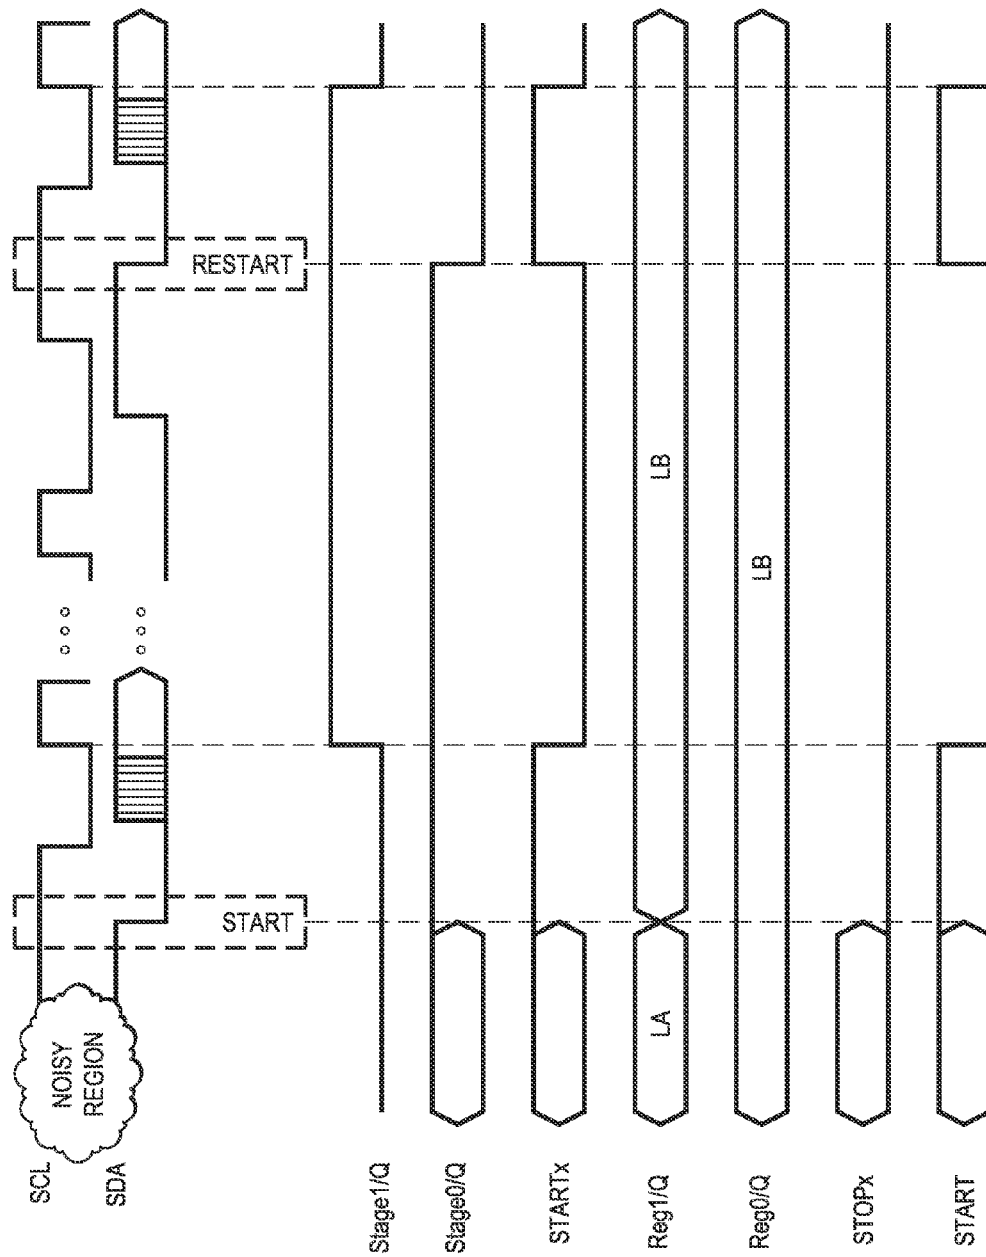 SCL
SDA
NOISY
REGION
START
RESTART
Stage1/Q
Stage0/Q
STARTx
Reg1/Q
LA
LB
Reg0/Q
LB
STOPx
START